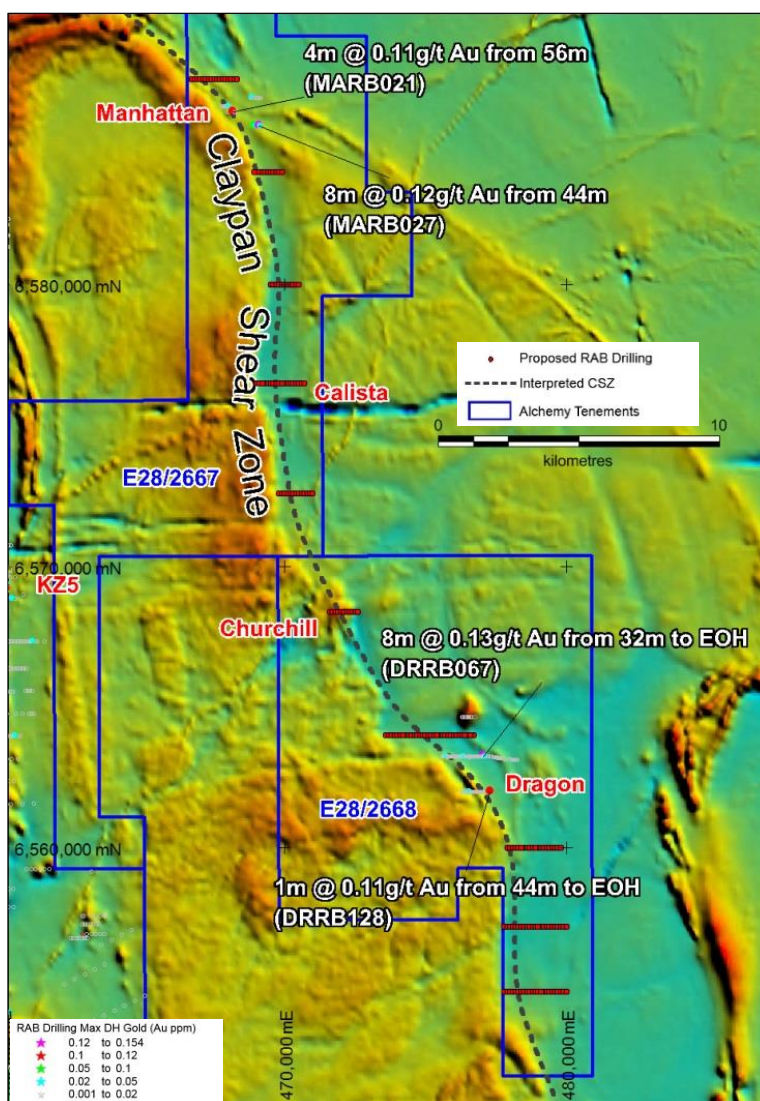 4m @ 0.11g/t Au from 56m
(MARB021)
Manhattan
Claypan Shear Zone
8m @ 0.12g/t Au from 44m
(MARB027)
6,580,000 mN
Proposed RAB Drilling
Interpreted CSZ
Alchemy Tenements
0 10
kilometres
Calista
E28/2667
6,570,000 mN
KZ5
Churchill
8m @ 0.13g/t Au from 32m to EOH
(DRRB067)
Dragon
E28/2668
6,560,000 mN
1m @ 0.11g/t Au from 44m to EOH
(DRRB128)
RAB Drilling Max DH Gold (Au ppm)
0.12 to 0.154
0.1 to 0.12
0.05 to 0.1
0.02 to 0.05
0.001 to 0.02
470,000 mE
480,000 mE